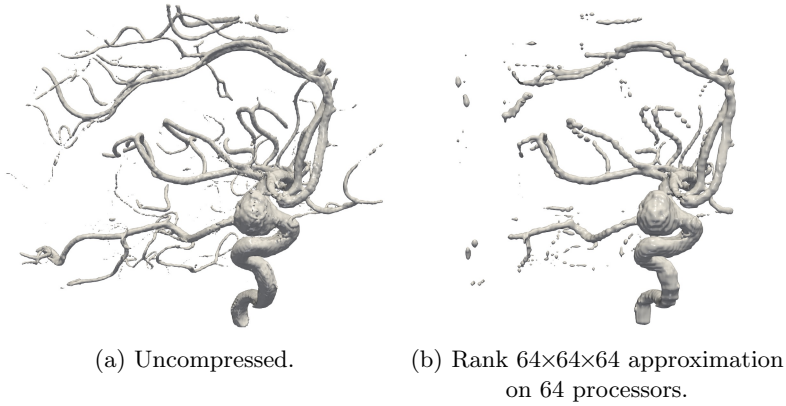 (a) Uncompressed.
(b) Rank 64×64×64 approximation
on 64 processors.